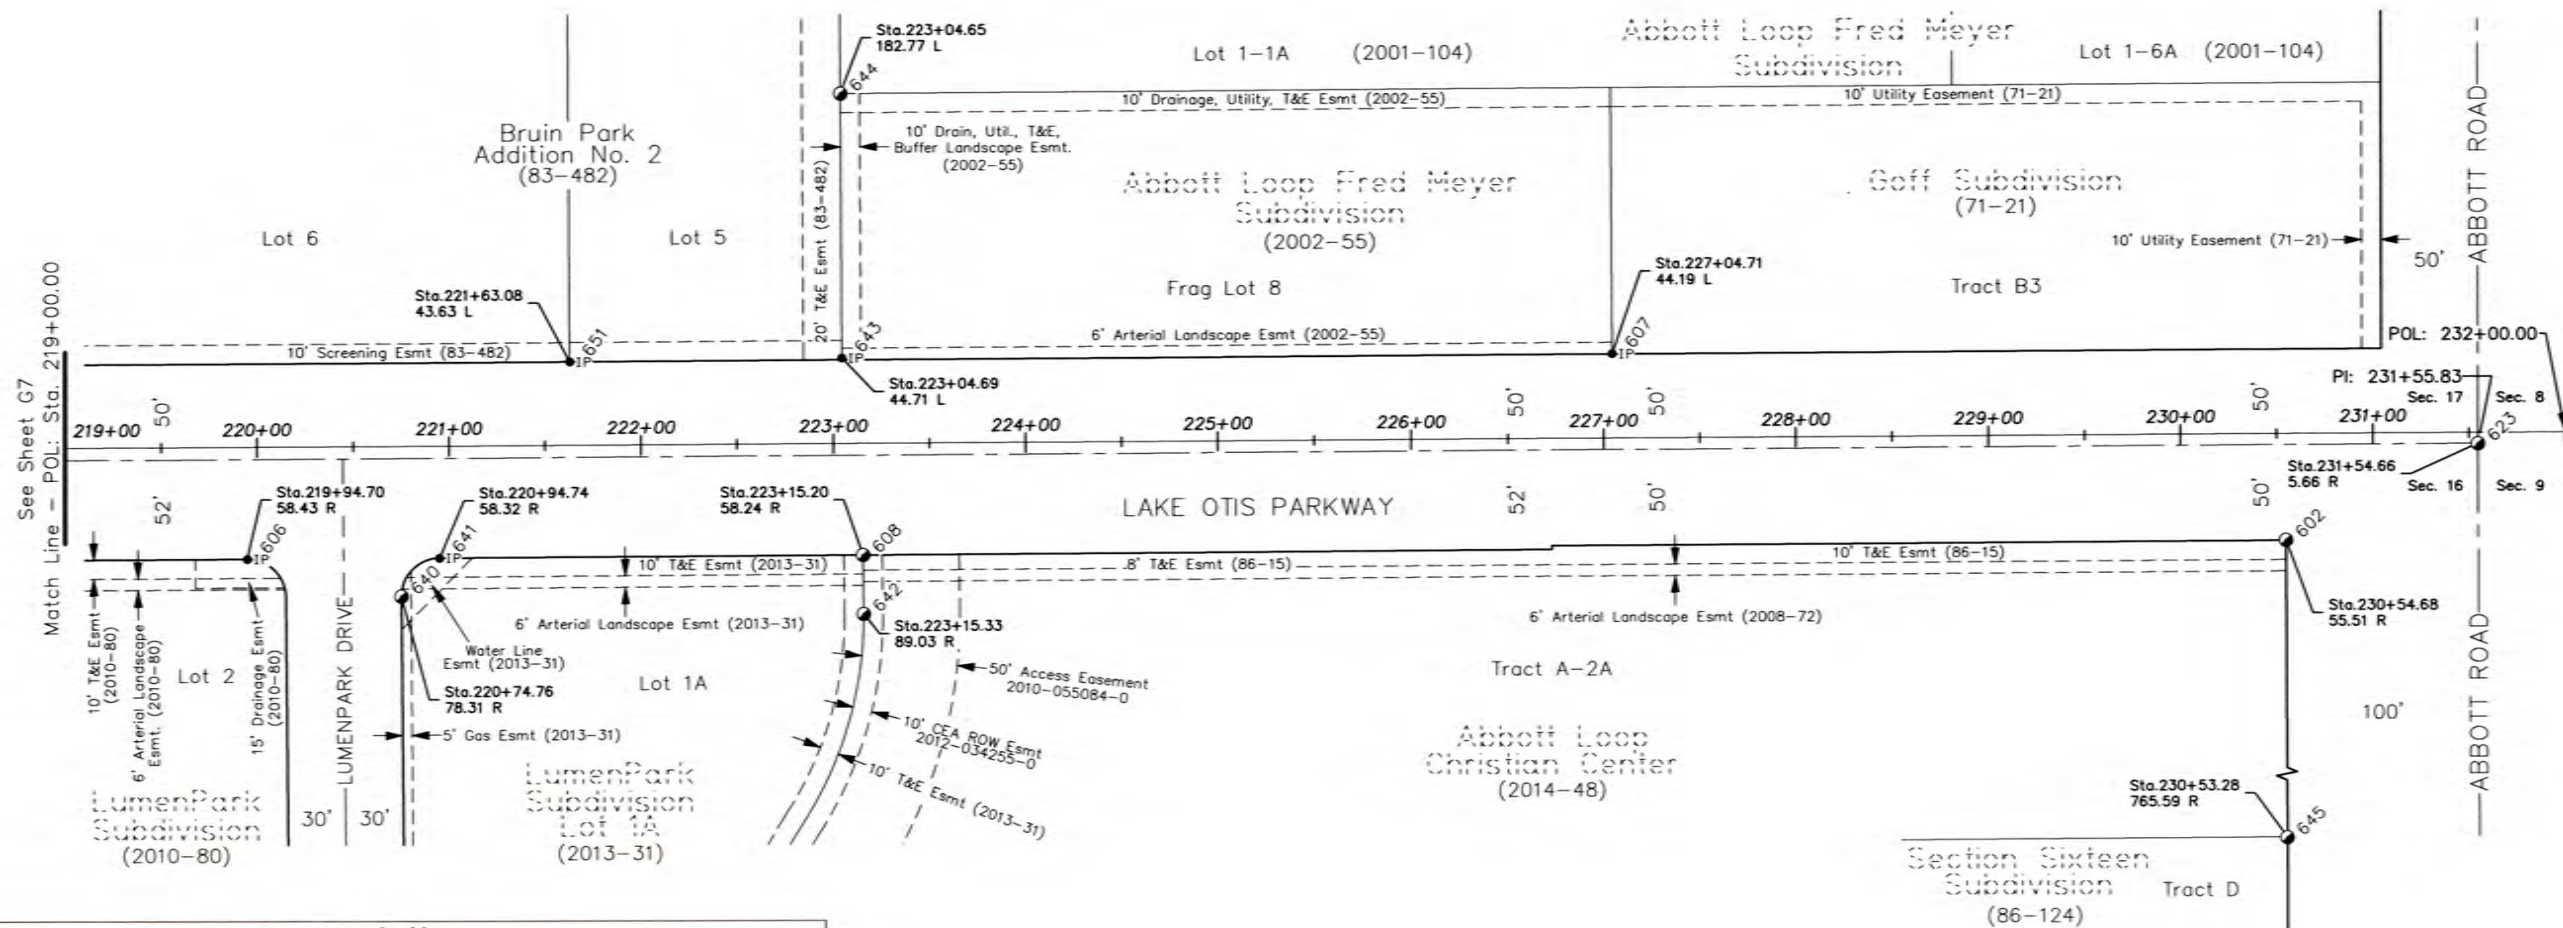 Sta.223+04.65
182.77 L
644
Lot 1-1A (2001-104)
Abbott Loop Fred Meyer
Subdivision
Lot 1-6A (2001-104)
10' Drainage, Utility, T&E Esmt (2002-55)
10' Utility Easement (71-21)
ABBOTT ROAD
Bruin Park
Addition No. 2
(83-482)
10' Drain, Util., T&E,
Buffer Landscape Esmt.
(2002-55)
20' T&E Esmt (83-482)
Abbott Loop Fred Meyer
Subdivision
(2002-55)
Goff Subdivision
(71-21)
Lot 6
Lot 5
10' Utility Easement (71-21)
50'
Sta.227+04.71
44.19 L
Frag Lot 8
Tract B3
Sta.221+63.08
43.63 L
See Sheet G7
Match Line - POL: Sta. 219+00.00
10' Screening Esmt (83-482)
IP
651
IP
643
6' Arterial Landscape Esmt (2002-55)
IP
607
POL: 232+00.00
Sta.223+04.69
44.71 L
PI: 231+55.83
Sec. 17
Sec. 8
50'
50'
50'
50'
219+00
220+00
221+00
222+00
223+00
224+00
225+00
226+00
227+00
228+00
229+00
230+00
231+00
623
Sta.231+54.66
5.66 R
Sec. 16
Sec. 9
52'
Sta.219+94.70
58.43 R
Sta.220+94.74
58.32 R
Sta.223+15.20
58.24 R
LAKE OTIS PARKWAY
52'
50'
50'
IP
606
IP
641
608
602
10' T&E Esmt (2013-31)
8' T&E Esmt (86-15)
10' T&E Esmt (86-15)
640
642
10' T&E Esmt
(2010-80)
6' Arterial Landscape
Esmt. (2010-80)
15' Drainage Esmt
(2010-80)
LUMENPARK DRIVE
6' Arterial Landscape Esmt (2013-31)
Sta.223+15.33
89.03 R
6' Arterial Landscape Esmt (2008-72)
Sta.230+54.68
55.51 R
Water Line
Esmt (2013-31)
Lot 2
Lot 1A
Sta.220+74.76
78.31 R
50' Access Easement
2010-055084-0
Tract A-2A
ABBOTT ROAD
100'
5' Gas Esmt (2013-31)
10' CEA ROW Esmt
2012-034255-0
10' T&E Esmt (2013-31)
Abbott Loop
Christian Center
(2014-48)
LumenPark
Subdivision
(2010-80)
30'
30'
LumenPark
Subdivision
Lot 1A
(2013-31)
Sta.230+53.28
765.59 R
645
Section Sixteen
Subdivision
(86-124)
Tract D